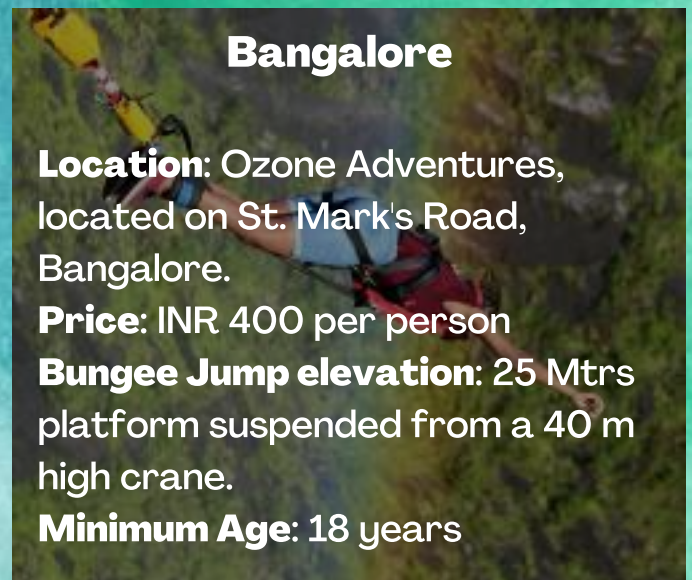 Bangalore
Location: Ozone Adventures,
located on St. Mark's Road,
Bangalore.
Price: INR 400 per person
Bungee Jump elevation: 25 Mtrs
platform suspended from a 40 m
high crane.
Minimum Age: 18 years